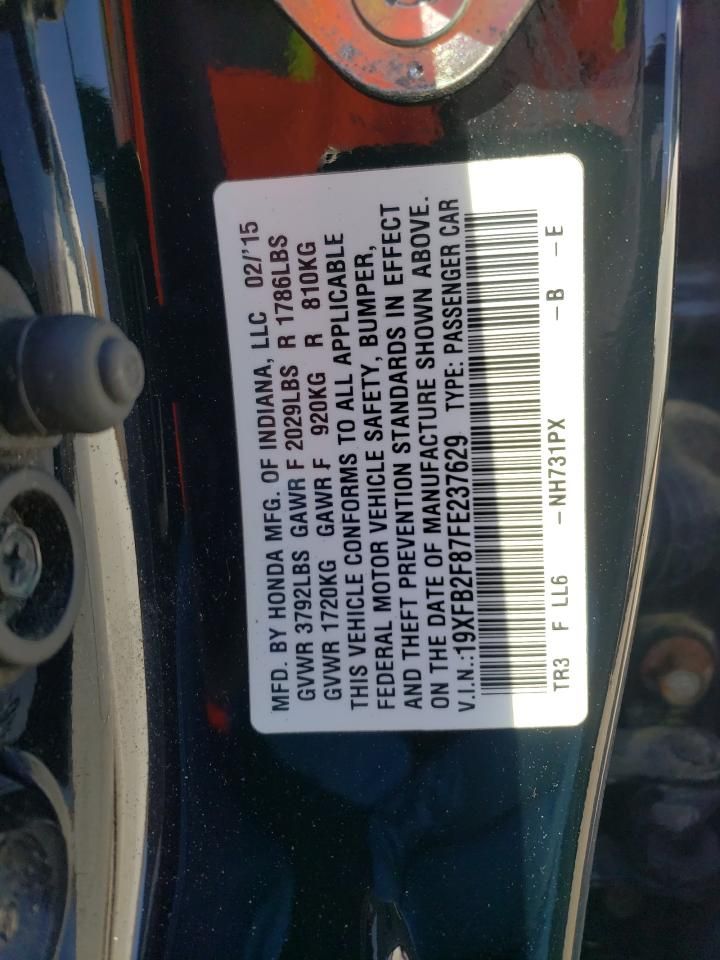 MFD. BY HONDA MFG. OF INDIANA, LLC 02/'15
GVWR 3792LBS GAWR F 2029LBS R 1786LBS
GVWR 1720KG GAWR F 920KG R 810KG
THIS VEHICLE CONFORMS TO ALL APPLICABLE
FEDERAL MOTOR VEHICLE SAFETY, BUMPER,
AND THEFT PREVENTION STANDARDS IN EFFECT
ON THE DATE OF MANUFACTURE SHOWN ABOVE.
V.I.N.:19XFB2F87FE237629 TYPE: PASSENGER CAR
TR3 F LL6 -NH731PX -B -E